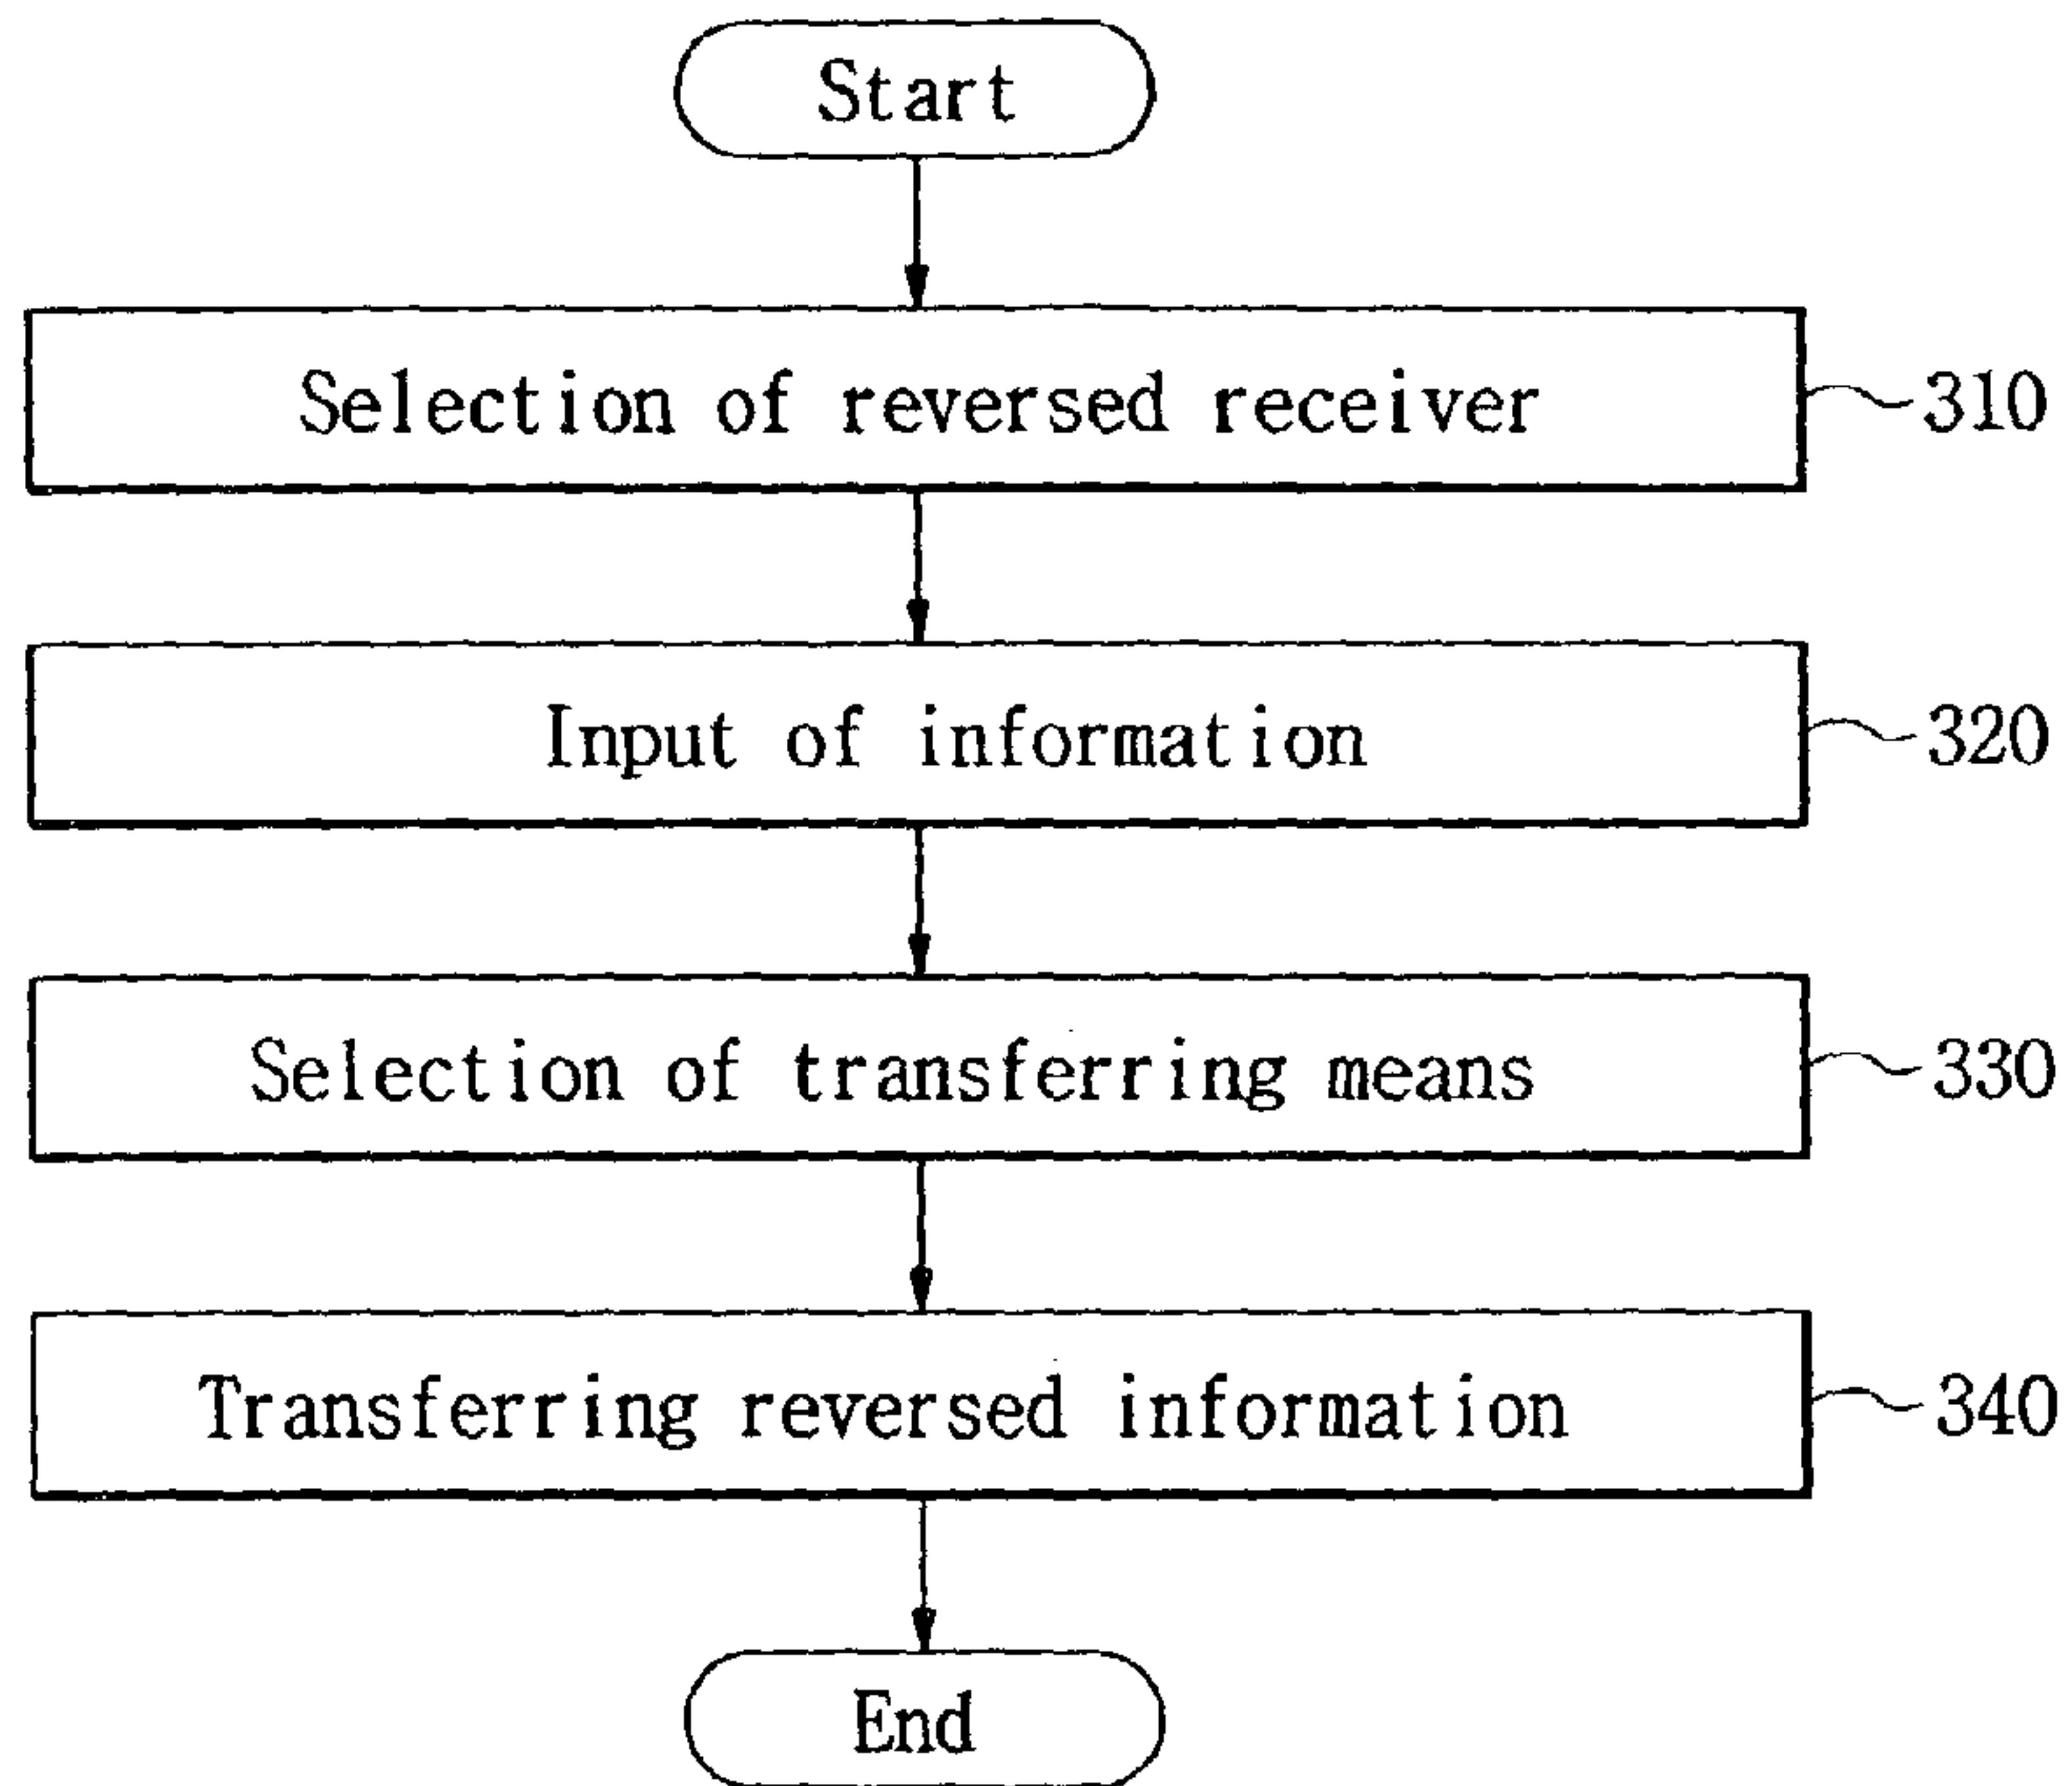 Start
Selection of reversed receiver
310
Input of information
320
Selection of transferring means
330
Transferring reversed information
340
End